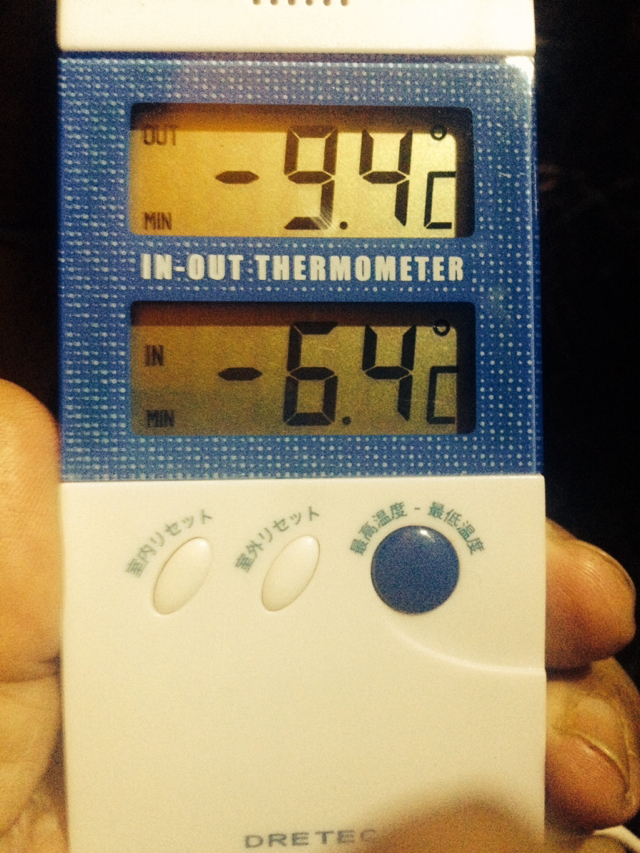 OUT
-9.4°C
MIN
IN-OUT THERMOMETER
IN
-6.4°C
MIN
室内リセット
室外リセット
最高温度 - 最低温度
DRETEC